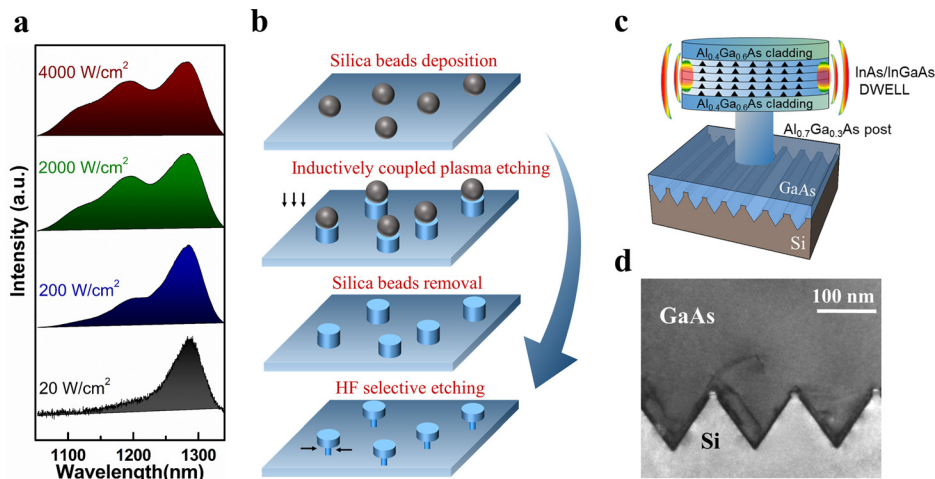 a
4000 W/cm²
2000 W/cm²
200 W/cm²
20 W/cm²
Intensity (a.u.)
1100 1200 1300
Wavelength(nm)
b
Silica beads deposition
Inductively coupled plasma etching
Silica beads removal
HF selective etching
c
Al₀.₄Ga₀.₆As cladding
InAs/InGaAs
DWELL
Al₀.₄Ga₀.₆As cladding
Al₀.₇Ga₀.₃As post
GaAs
Si
d
100 nm
GaAs
Si